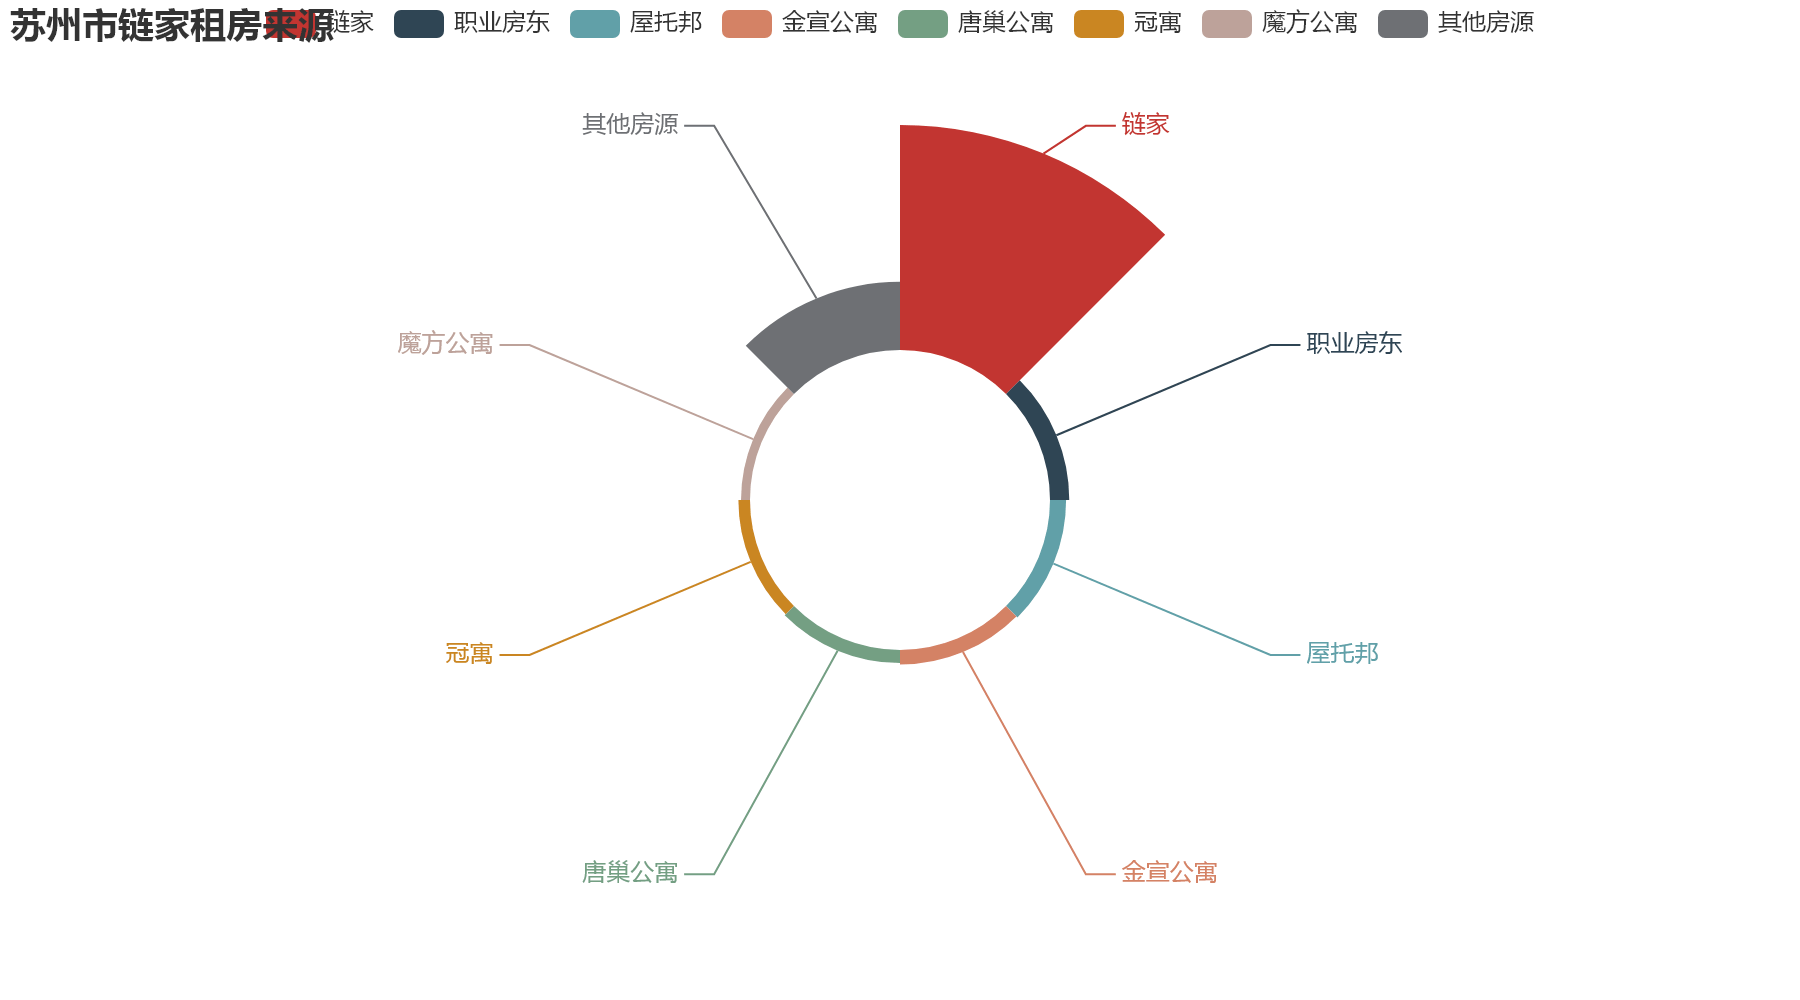 苏州市链家租房来源
链家 职业房东 屋托邦 金宣公寓 唐巢公寓 冠寓 魔方公寓 其他房源
其他房源 链家
魔方公寓 职业房东
冠寓 屋托邦
唐巢公寓 金宣公寓